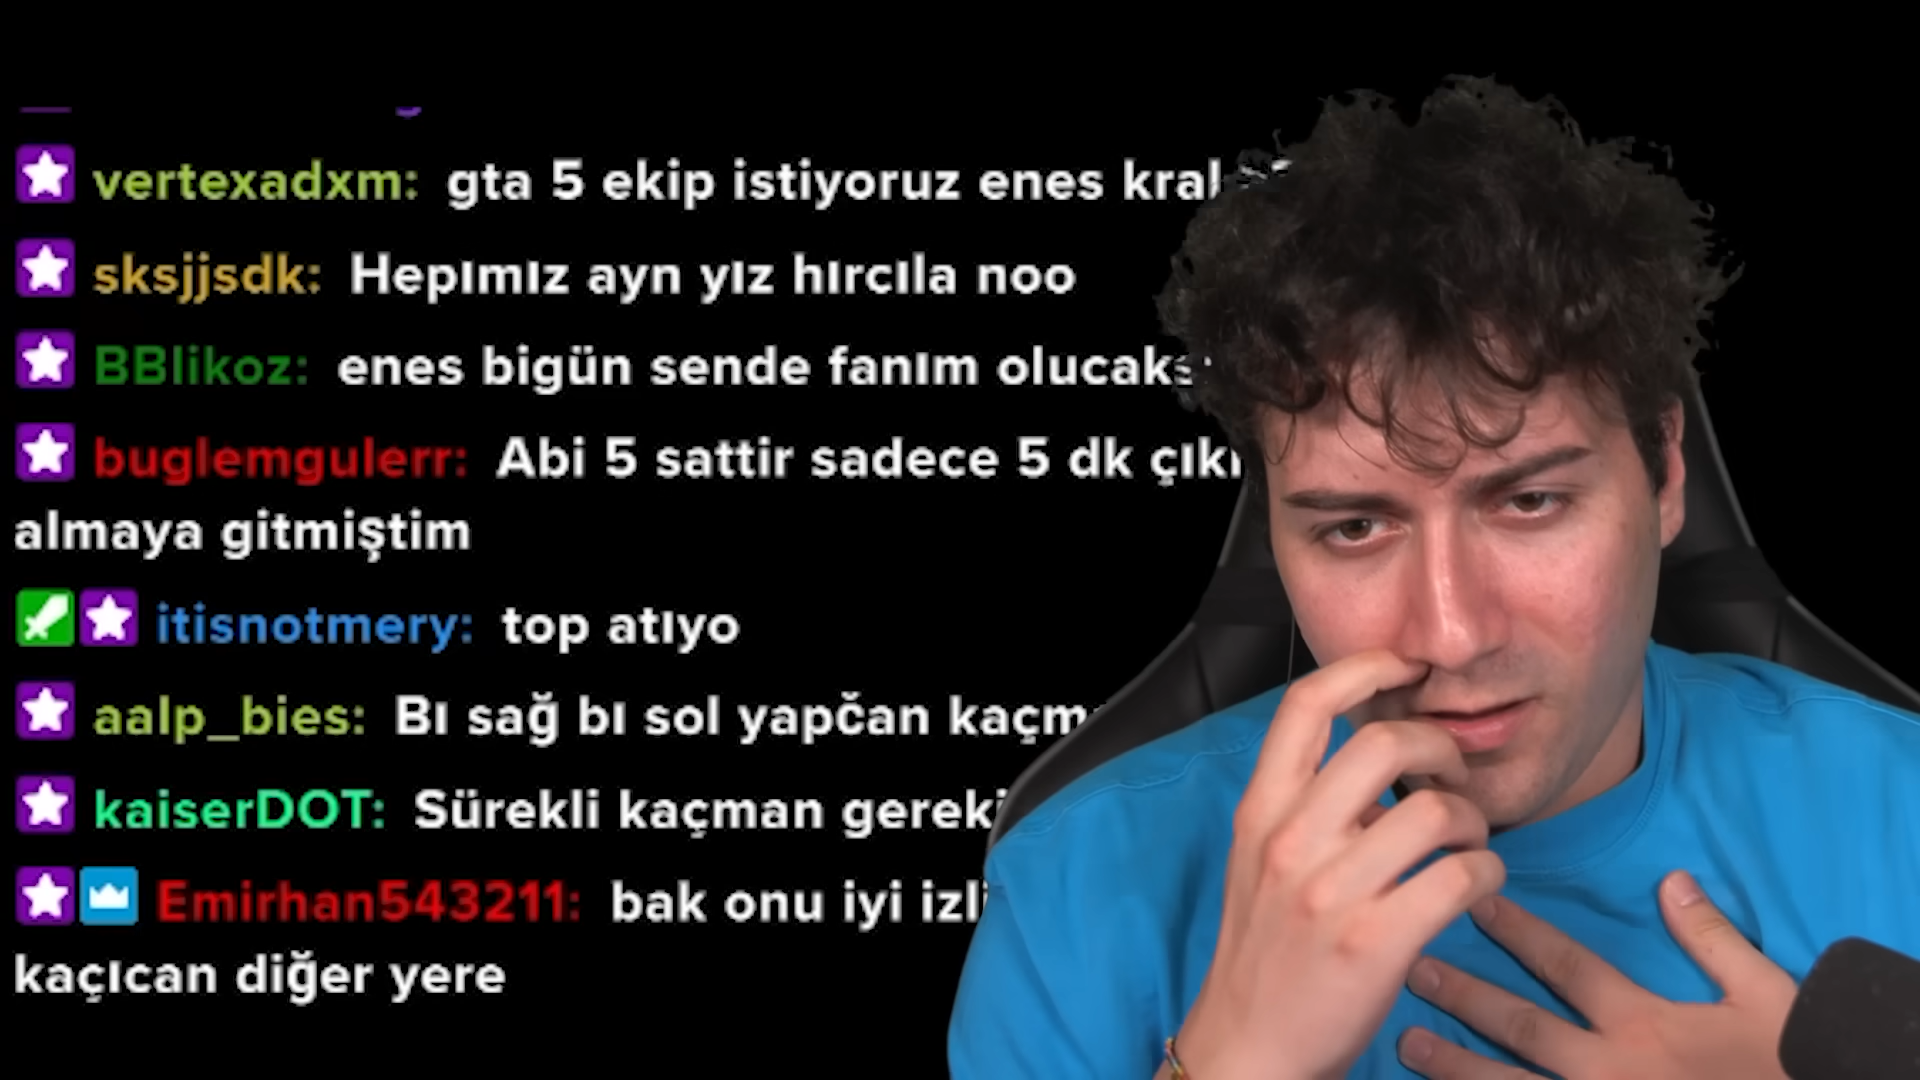 vertexadxm: gta 5 ekip istiyoruz enes kral
sksjjsdk: Hepımız ayn yız hırcıla noo
BBlikoz: enes bigün sende fanım
buglemgulerr: Abi 5 sattir sadece 5 dk
almaya gitmiştim
itisnotmery: top atıyo
aalp_bies: Bı sağ bı sol yapčan
kaiserDOT: Sürekli kaçman
Emirhan543211: bak onu iyi
kaçıcan diğer yere